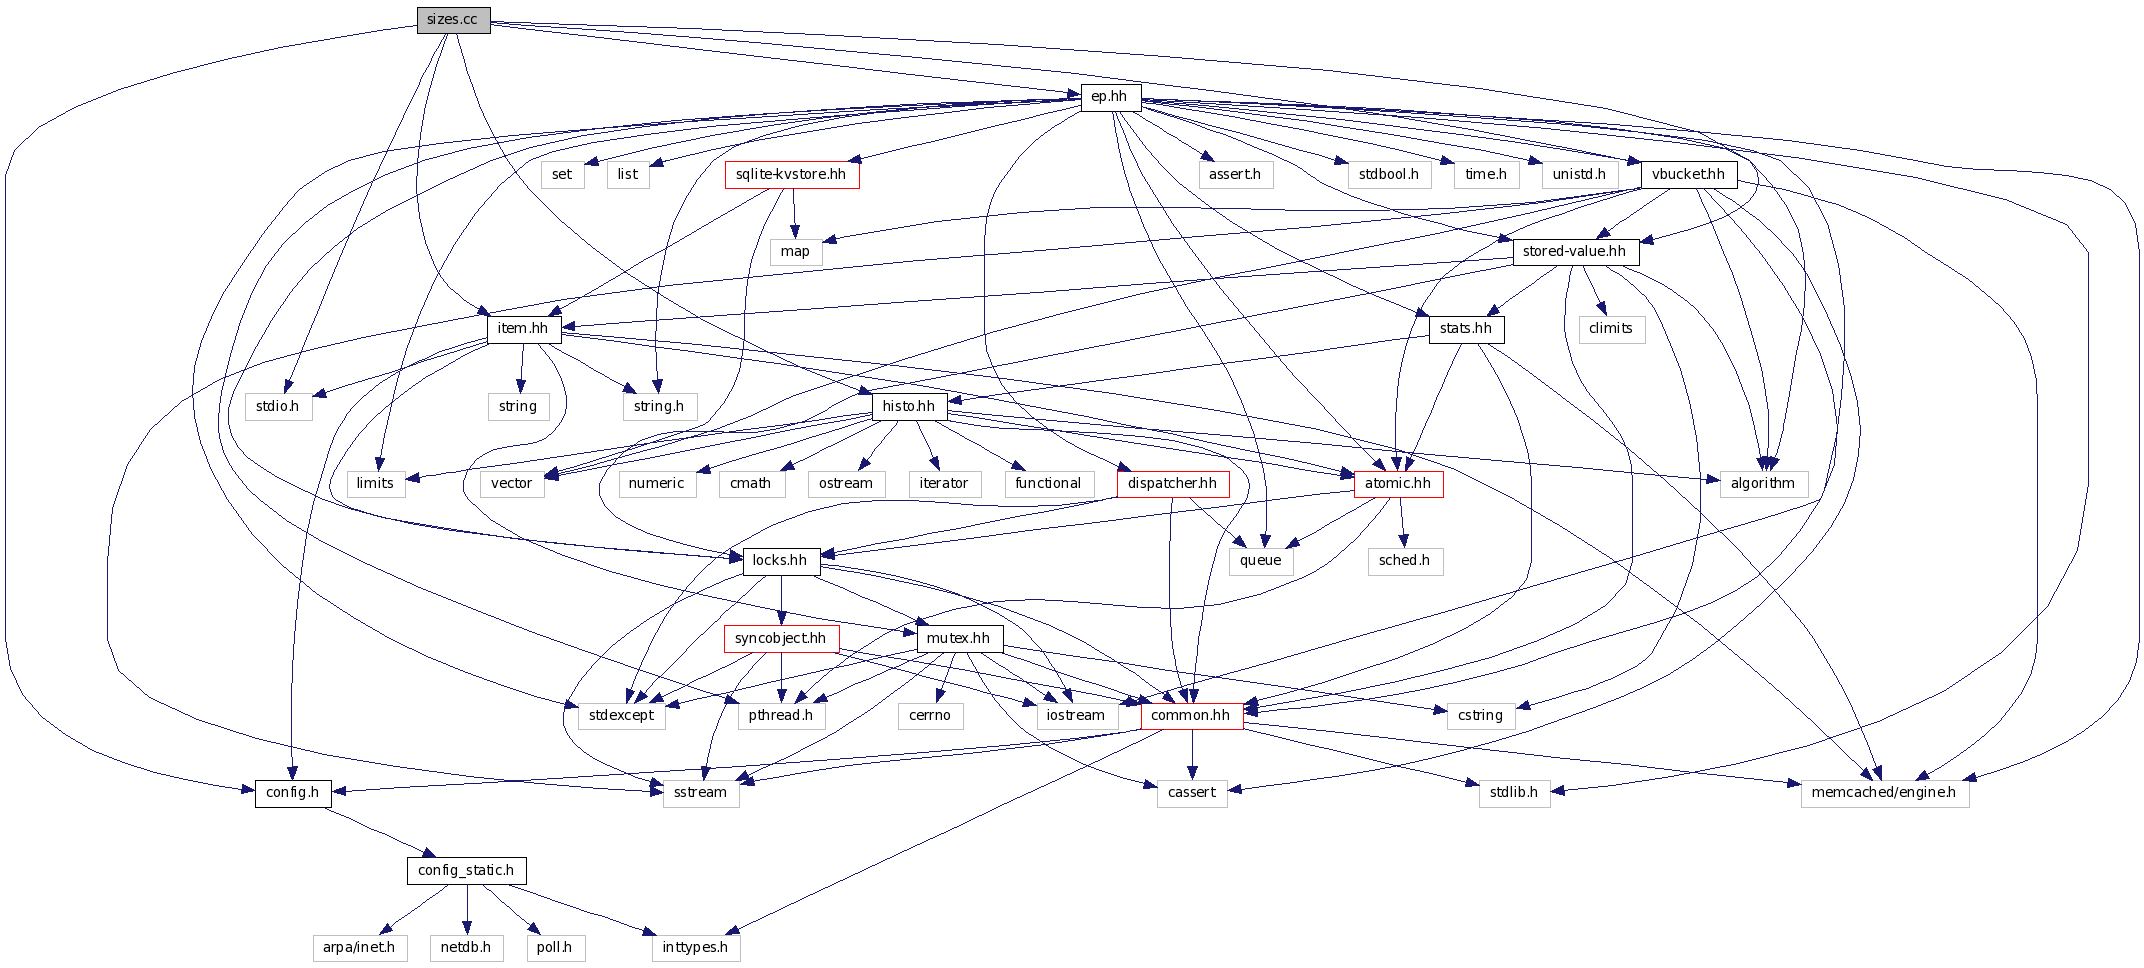 sizes.cc
ep.hh
set
list
sqlite-kvstore.hh
assert.h
stdbool.h
time.h
unistd.h
vbucket.hh
map
stored-value.hh
item.hh
stats.hh
climits
stdio.h
string
string.h
histo.hh
limits
vector
numeric
cmath
ostream
iterator
functional
dispatcher.hh
atomic.hh
algorithm
locks.hh
queue
sched.h
syncobject.hh
mutex.hh
stdexcept
pthread.h
cerrno
iostream
common.hh
cstring
config.h
sstream
cassert
stdlib.h
memcached/engine.h
config_static.h
arpa/inet.h
netdb.h
poll.h
inttypes.h